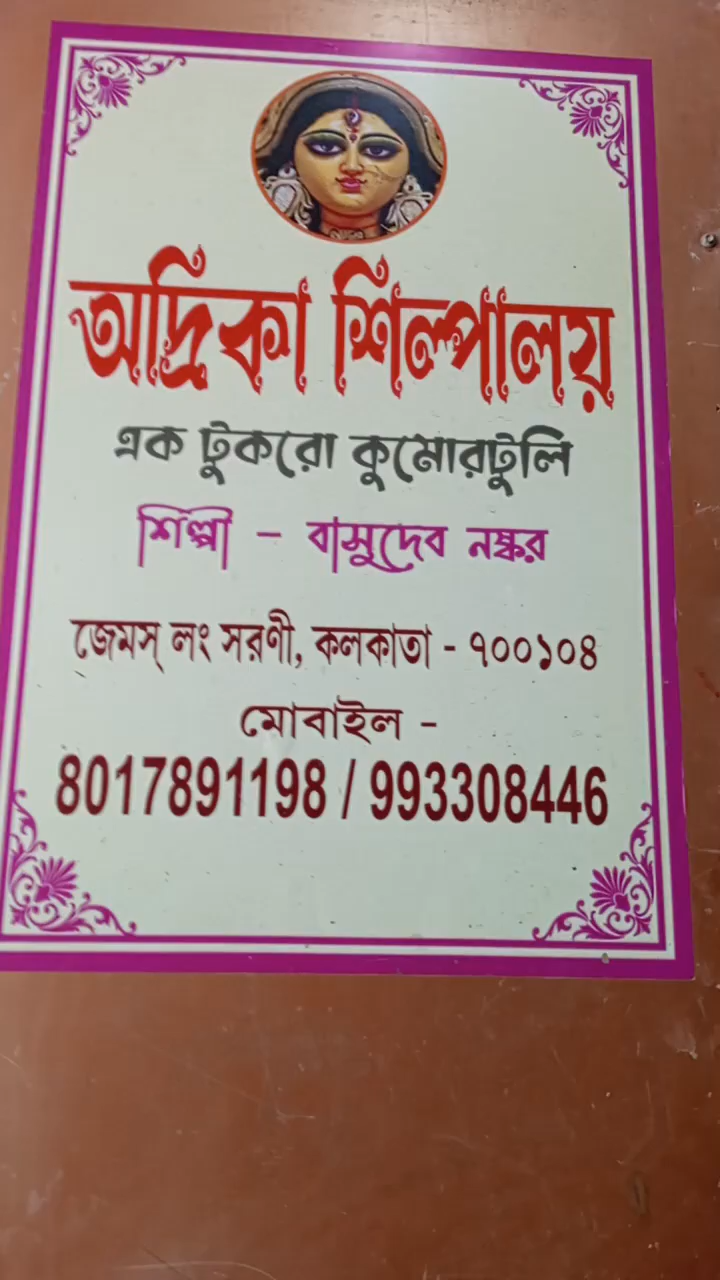 অদ্রিকা শিল্পালয়
এক টুকরো কুমোরটুলি
শিল্পী - বাসুদেব নস্কর
জেমস্ লং সরণী, কলকাতা - ৭০০১০৪
মোবাইল -
8017891198 / 993308446